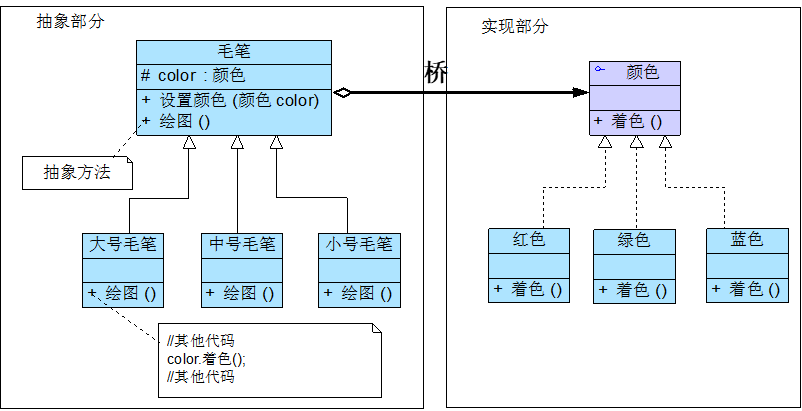 抽象部分
实现部分
毛笔
# color : 颜色
+ 设置颜色 (颜色 color)
+ 绘图 ()
桥
颜色
+ 着色 ()
抽象方法
大号毛笔
+ 绘图 ()
中号毛笔
+ 绘图 ()
小号毛笔
+ 绘图 ()
红色
+ 着色 ()
绿色
+ 着色 ()
蓝色
+ 着色 ()
//其他代码
color.着色();
//其他代码